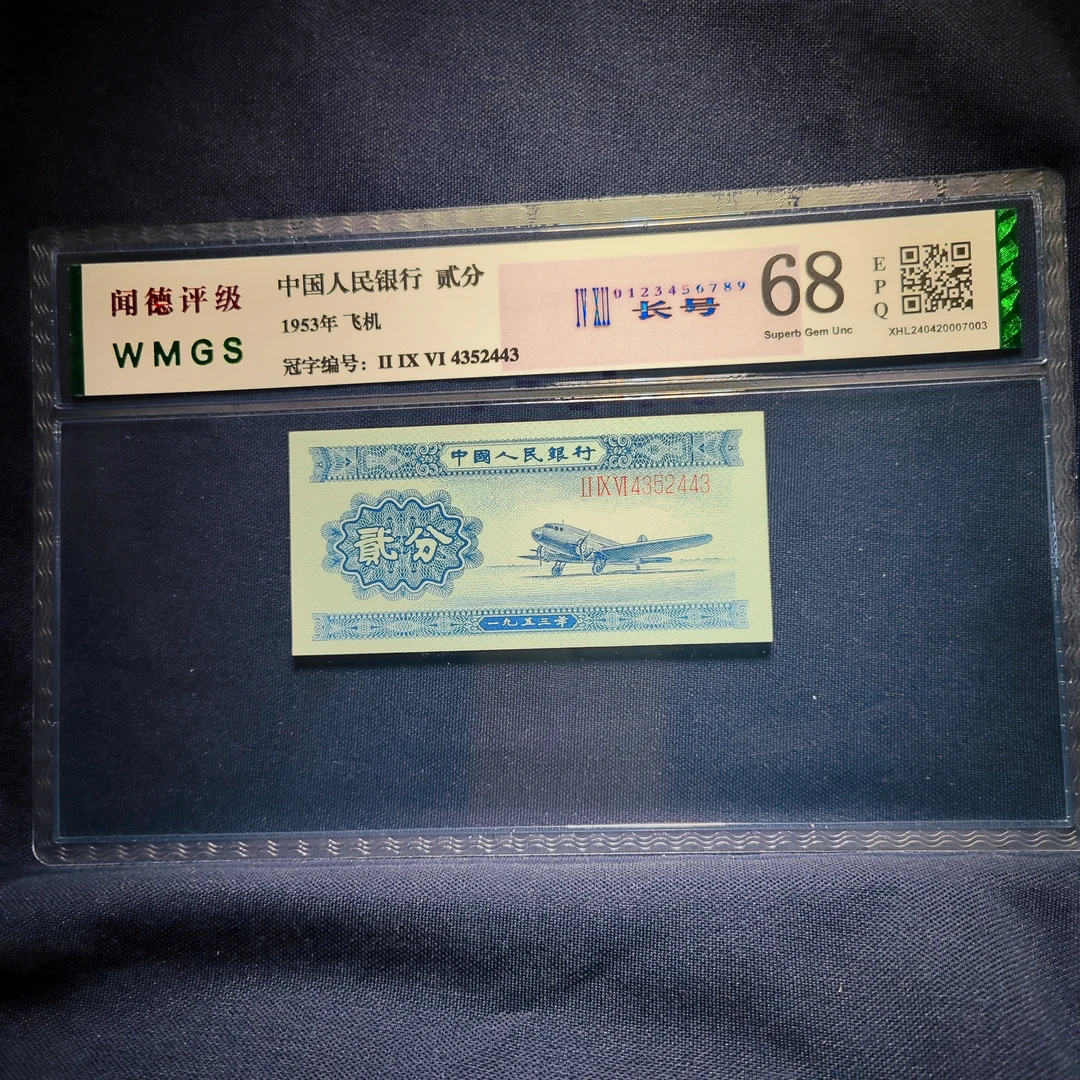 闻德评级
WMGS
中国人民银行 贰分
1953年 飞机
冠字编号：II IX VI 4352443
IV XII 0123456789
长号
68
Superb Gem Unc
EPQ
XHL240420007003
中國人民銀行
II IX VI 4352443
貳分
一九五三年